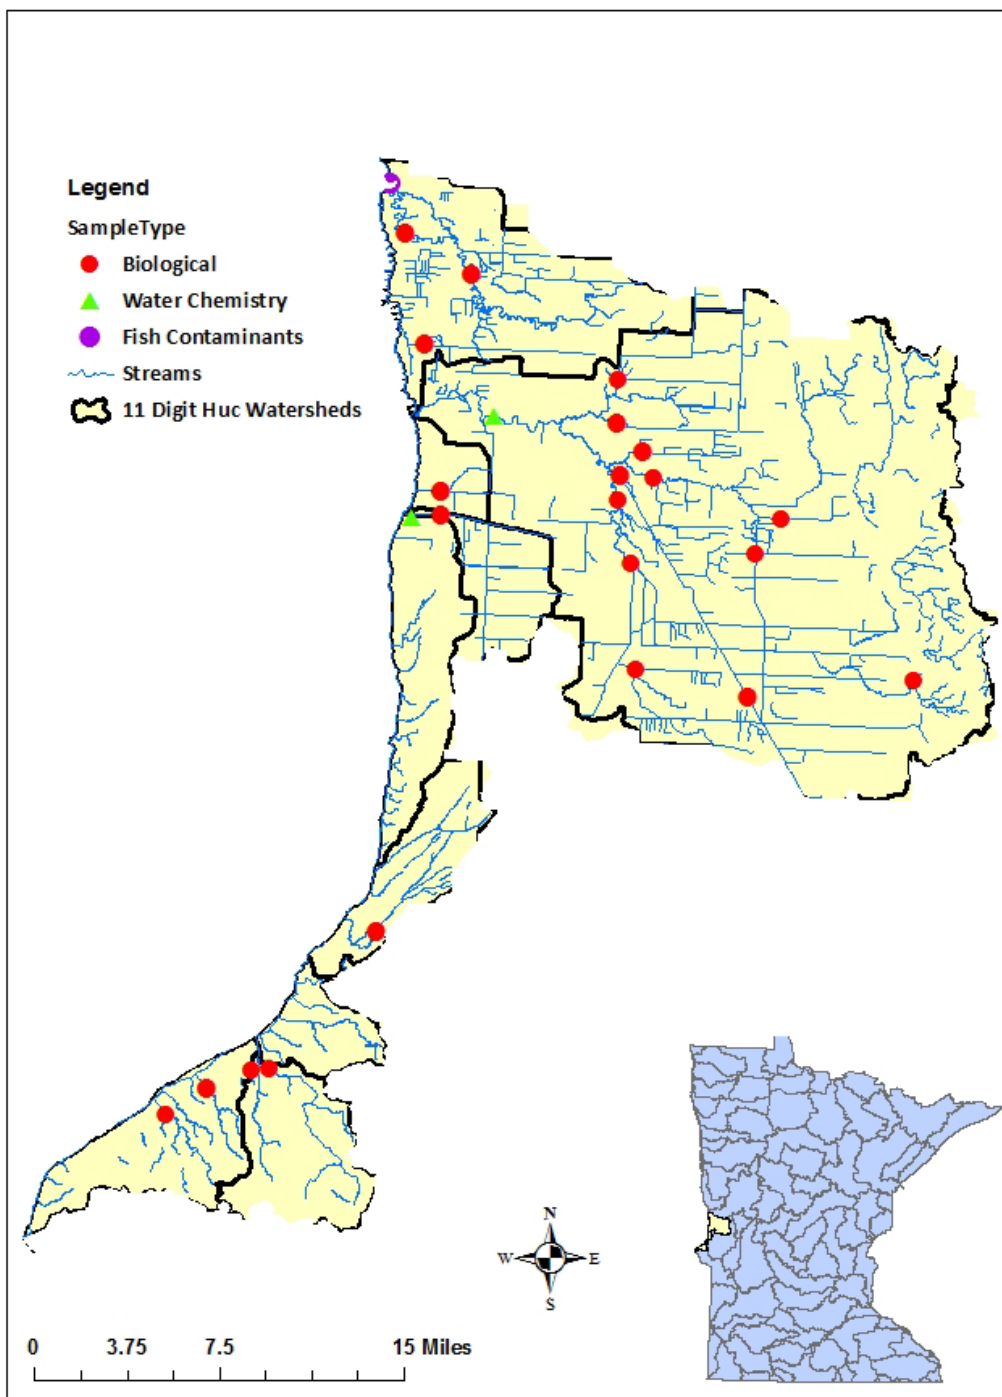 Legend
SampleType
Biological
Water Chemistry
Fish Contaminants
Streams
11 Digit Huc Watersheds
N
W E
S
0 3.75 7.5 15 Miles